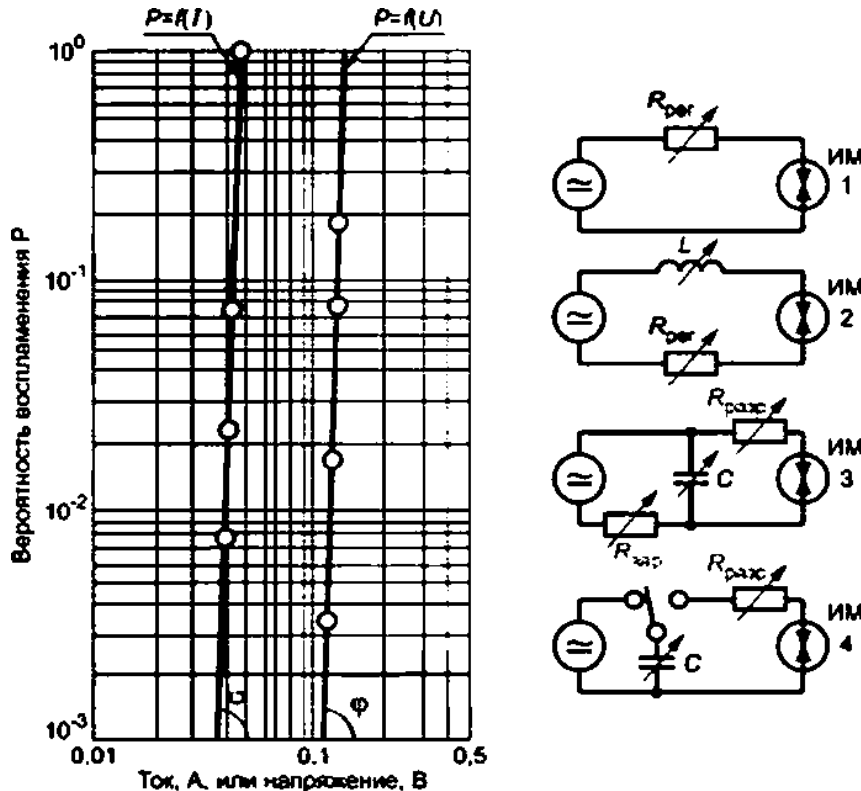 P=f(I)
P=f(U)
10⁰
10⁻¹
10⁻²
10⁻³
Вероятность воспламенения P
0,01
0,1
0,5
Ток, А, или напряжение, В
φ
Rрег
ИМ
1
L
Rрег
ИМ
2
Rразр
C
Rзар
ИМ
3
Rразр
C
ИМ
4